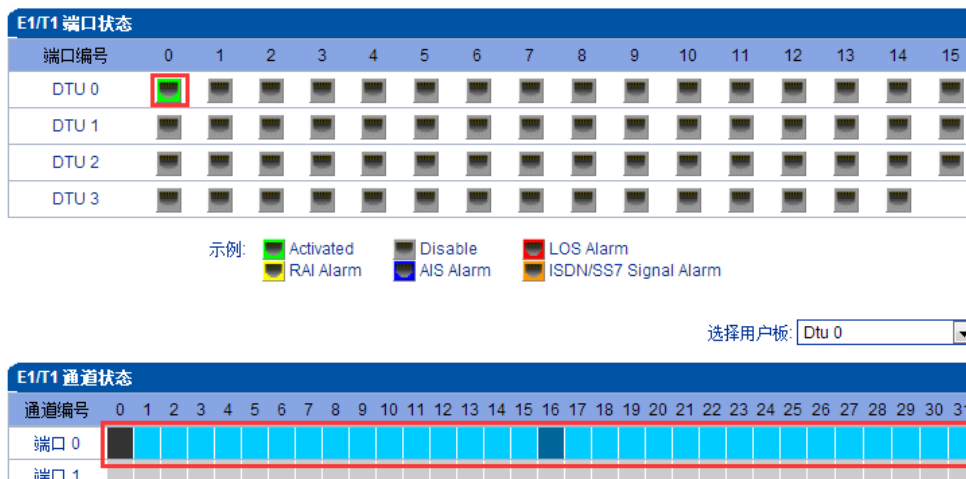 E1/T1 端口状态
端口编号 0 1 2 3 4 5 6 7 8 9 10 11 12 13 14 15
DTU 0
DTU 1
DTU 2
DTU 3
示例: Activated Disable LOS Alarm
RAI Alarm AIS Alarm ISDN/SS7 Signal Alarm
选择用户板: Dtu 0
E1/T1 通道状态
通道编号 0 1 2 3 4 5 6 7 8 9 10 11 12 13 14 15 16 17 18 19 20 21 22 23 24 25 26 27 28 29 30 31
端口 0
端口 1